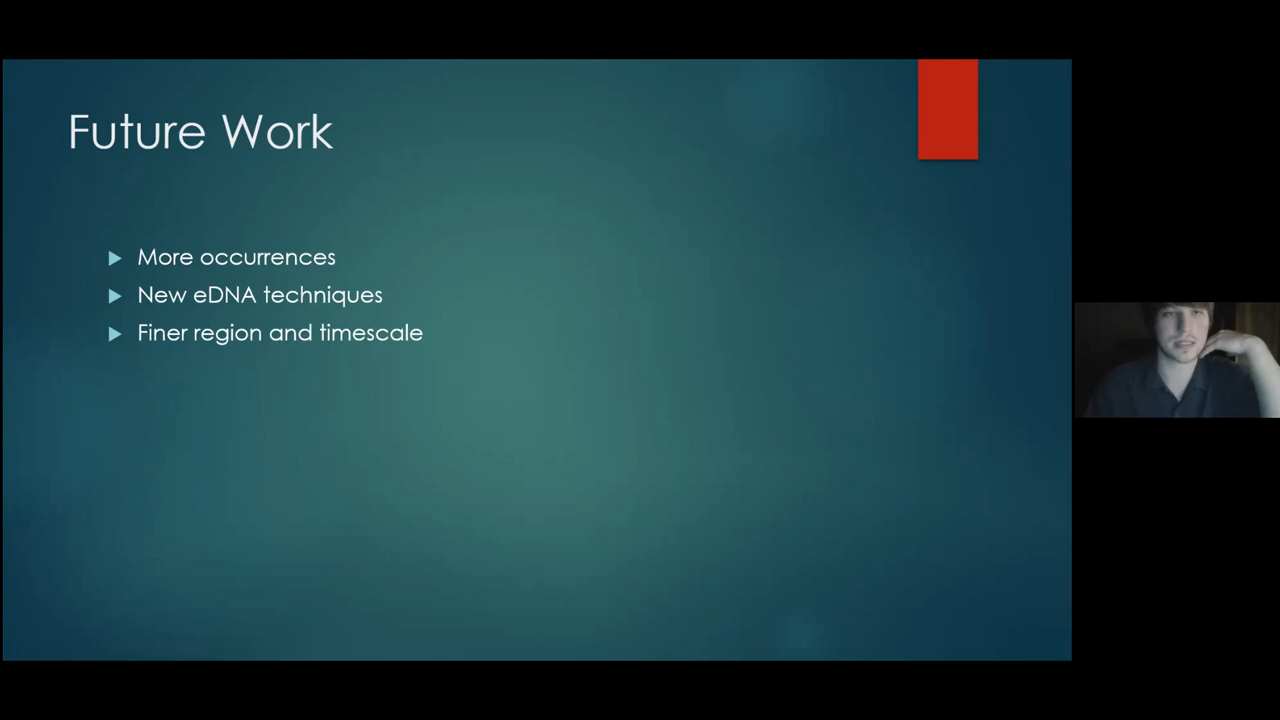 Future Work
More occurrences
New eDNA techniques
Finer region and timescale